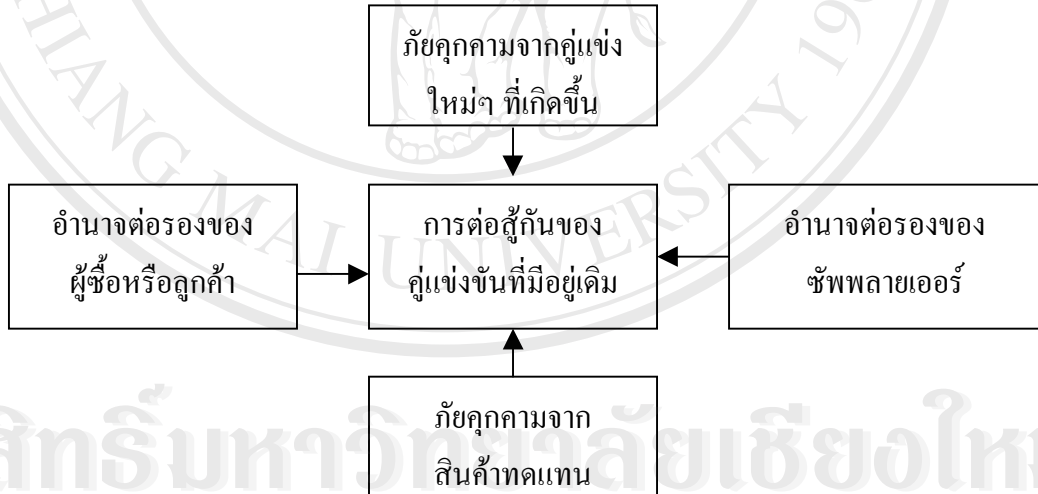 ภัยคุกคามจากคู่แข่ง
ใหม่ๆ ที่เกิดขึ้น
อำนาจต่อรองของ
ผู้ซื้อหรือลูกค้า
การต่อสู้กันของ
คู่แข่งขันที่มีอยู่เดิม
อำนาจต่อรองของ
ซัพพลายเออร์
ภัยคุกคามจาก
สินค้าทดแทน
HIANG MAI UNIVERSITY 196
สิทธิ์มหาวิทยาลัยเชียงใหม